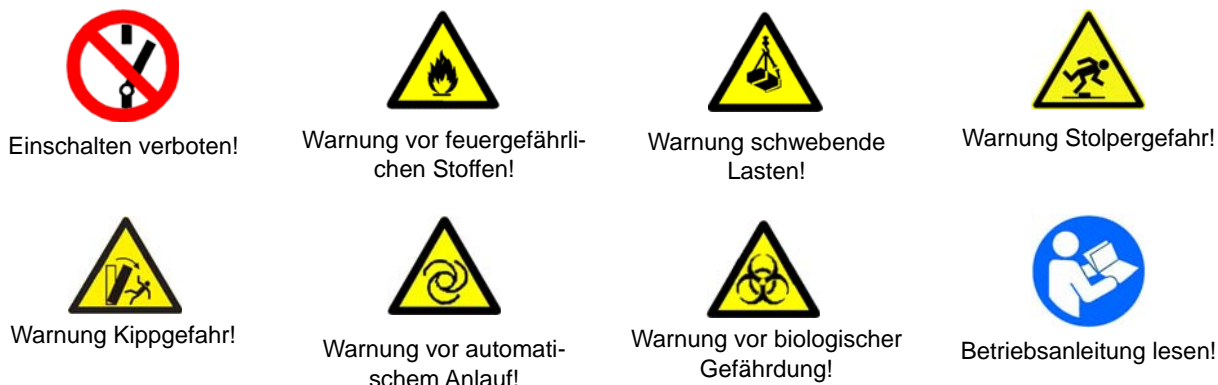 Einschalten verboten!
Warnung vor feuergefährli-
chen Stoffen!
Warnung schwebende
Lasten!
Warnung Stolpergefahr!
Warnung Kippgefahr!
Warnung vor automati-
schem Anlauf!
Warnung vor biologischer
Gefährdung!
Betriebsanleitung lesen!